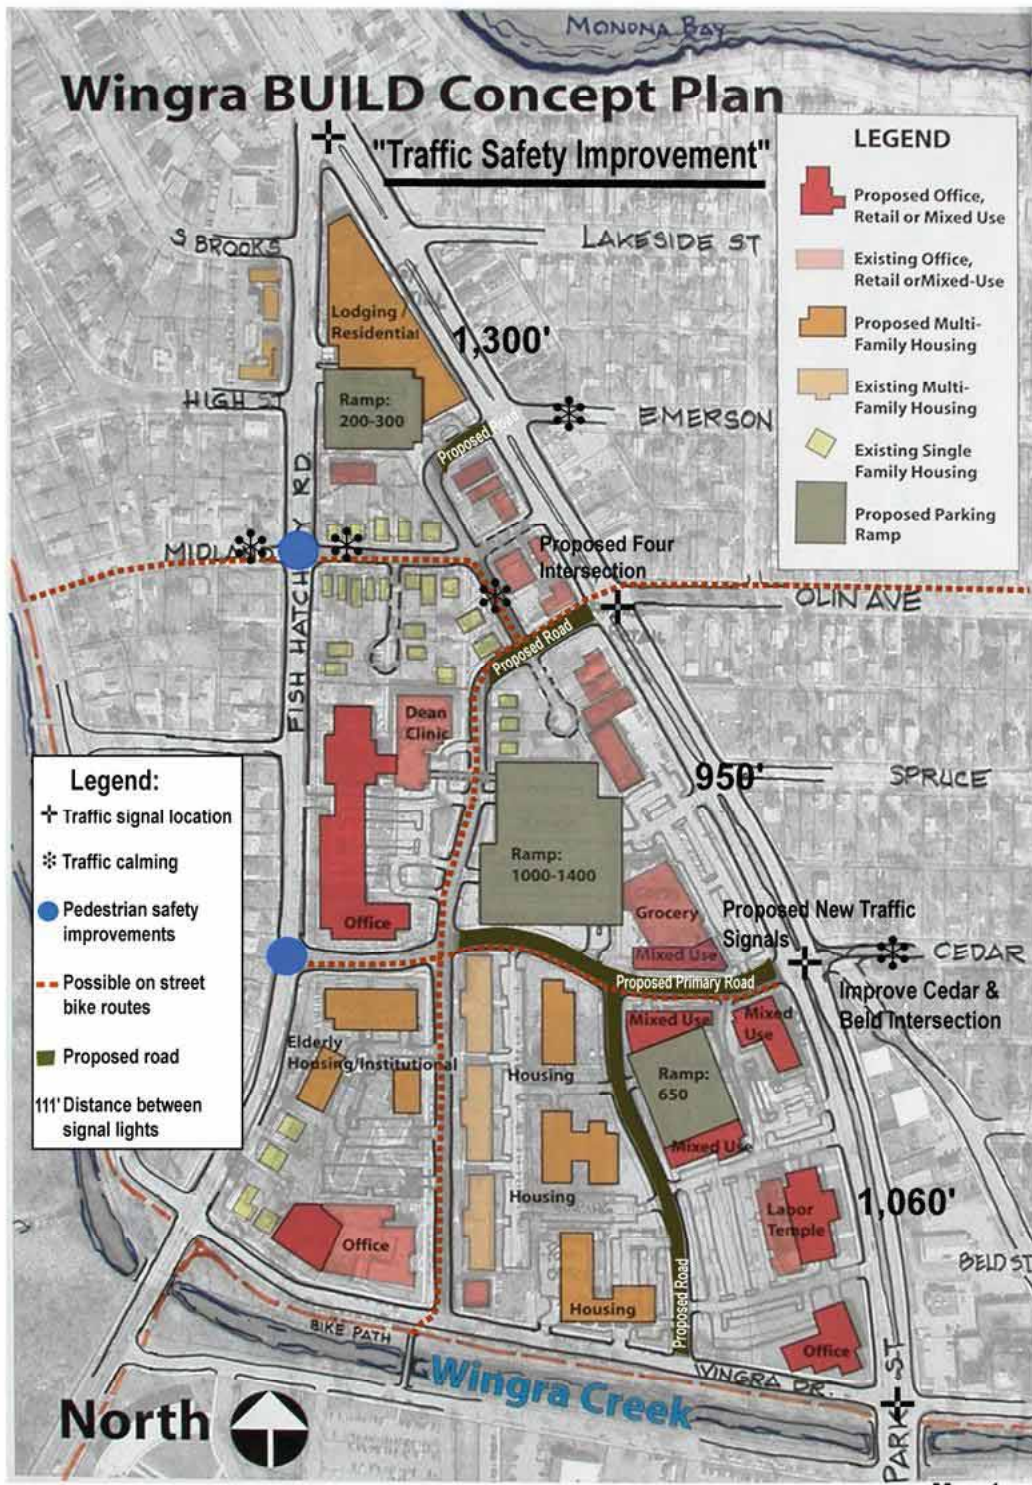 MONONA BAY
Wingra BUILD Concept Plan
"Traffic Safety Improvement"
LEGEND
Proposed Office,
Retail or Mixed Use
Existing Office,
Retail orMixed-Use
Proposed Multi-
Family Housing
Existing Multi-
Family Housing
Existing Single
Family Housing
Proposed Parking
Ramp
S BROOKS
LAKESIDE ST
Lodging /
Residential
1,300'
HIGH ST
Ramp:
200-300
EMERSON
Proposed Road
FISH HATCHERY RD.
MIDLAND
Proposed Four
Intersection
OLIN AVE
Proposed Road
Dean
Clinic
950'
SPRUCE
Legend:
Traffic signal location
Traffic calming
Pedestrian safety
improvements
Possible on street
bike routes
Proposed road
111' Distance between
signal lights
Ramp:
1000-1400
Office
Grocery
Mixed Use
Proposed New Traffic
Signals
CEDAR
Proposed Primary Road
Improve Cedar &
Beld Intersection
Mixed Use
Mixed
Use
Elderly
Housing/Institutional
Housing
Ramp:
650
Mixed Use
Housing
Labor
Temple
1,060'
BELD ST
Office
Proposed Road
Housing
Office
BIKE PATH
WINGRA DR.
Wingra Creek
PARK ST
North